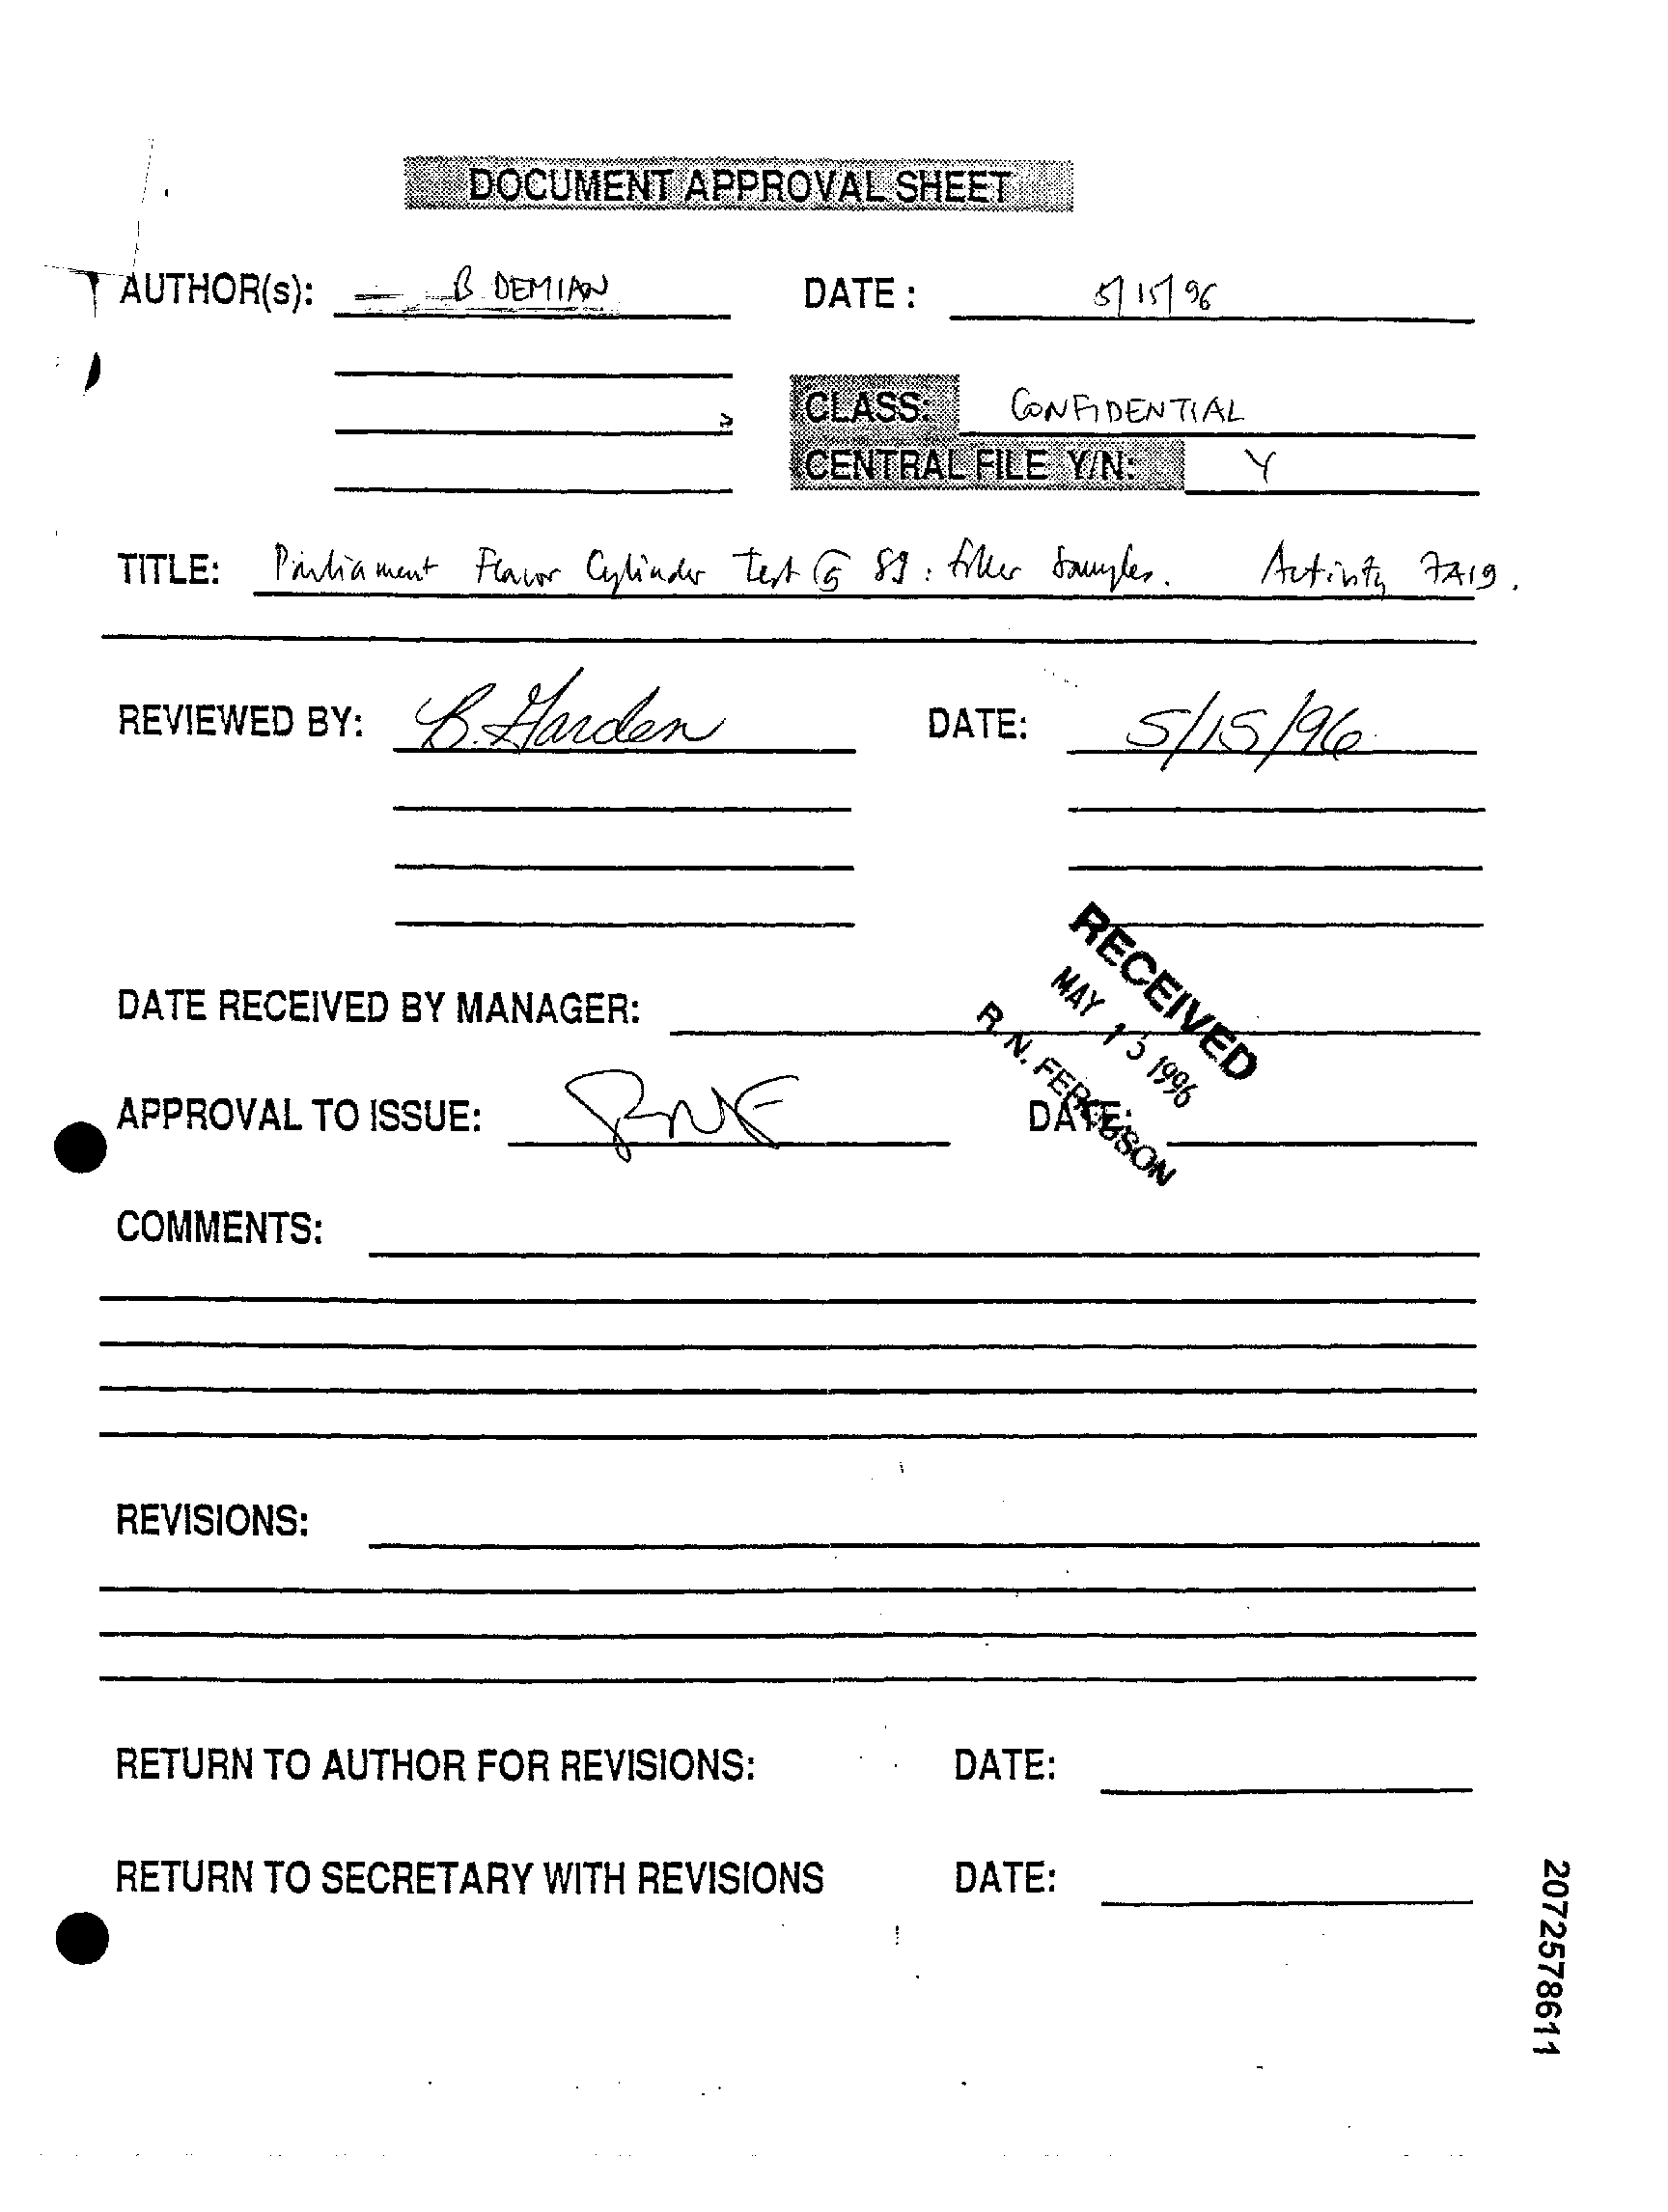 DOCUMENT APPROVAL SHEET
AUTHOR(s): B DEMIAN DATE: 5/15/96
CLASS: CONFIDENTIAL
CENTRAL FILE Y/N: Y
TITLE: Parliament Flavor Cylinder Test G 89: filler Samples. Activity 7A19.
REVIEWED BY: B. Harden DATE: 5/15/96
RECEIVED
MAY 15 1996
R. N. FERGUSON
DATE RECEIVED BY MANAGER:
APPROVAL TO ISSUE: RNF DATE:
COMMENTS:
REVISIONS:
RETURN TO AUTHOR FOR REVISIONS: DATE:
RETURN TO SECRETARY WITH REVISIONS DATE:
2072578611